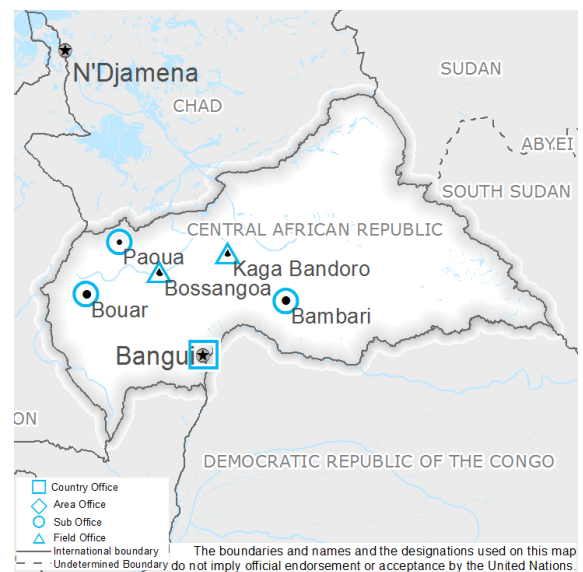 N'Djamena
SUDAN
CHAD
ABYEI
SOUTH SUDAN
CENTRAL AFRICAN REPUBLIC
Paoua
Kaga Bandoro
Bossangoa
Bouar
Bambari
Bangui
ON
DEMOCRATIC REPUBLIC OF THE CONGO
Country Office
Area Office
Sub Office
Field Office
International boundary
Undetermined Boundary
The boundaries and names and the designations used on this map
do not imply official endorsement or acceptance by the United Nations.